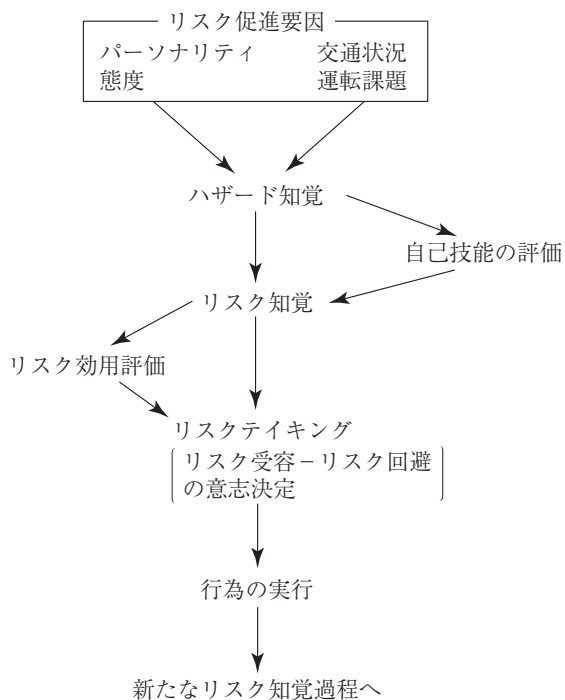 リスク促進要因
パーソナリティ 交通状況
態度 運転課題
ハザード知覚
自己技能の評価
リスク知覚
リスク効用評価
リスクテイキング
リスク受容－リスク回避
の意志決定
行為の実行
新たなリスク知覚過程へ